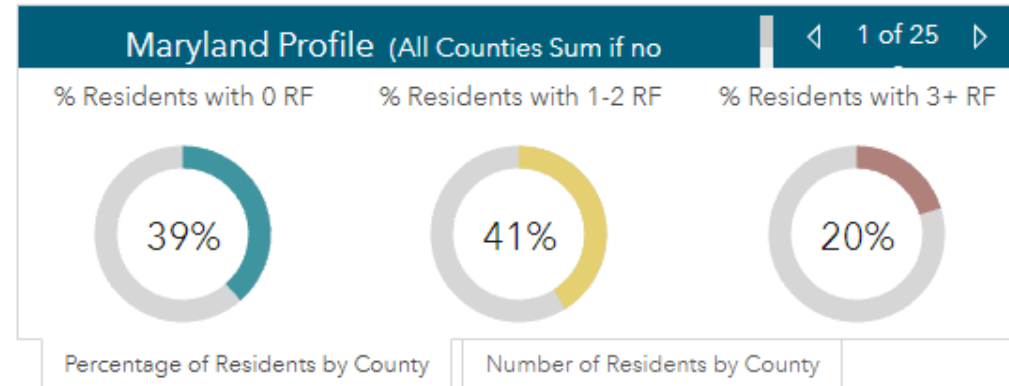 Maryland Profile (All Counties Sum if no
1 of 25
% Residents with 0 RF
% Residents with 1-2 RF
% Residents with 3+ RF
39%
41%
20%
Percentage of Residents by County
Number of Residents by County